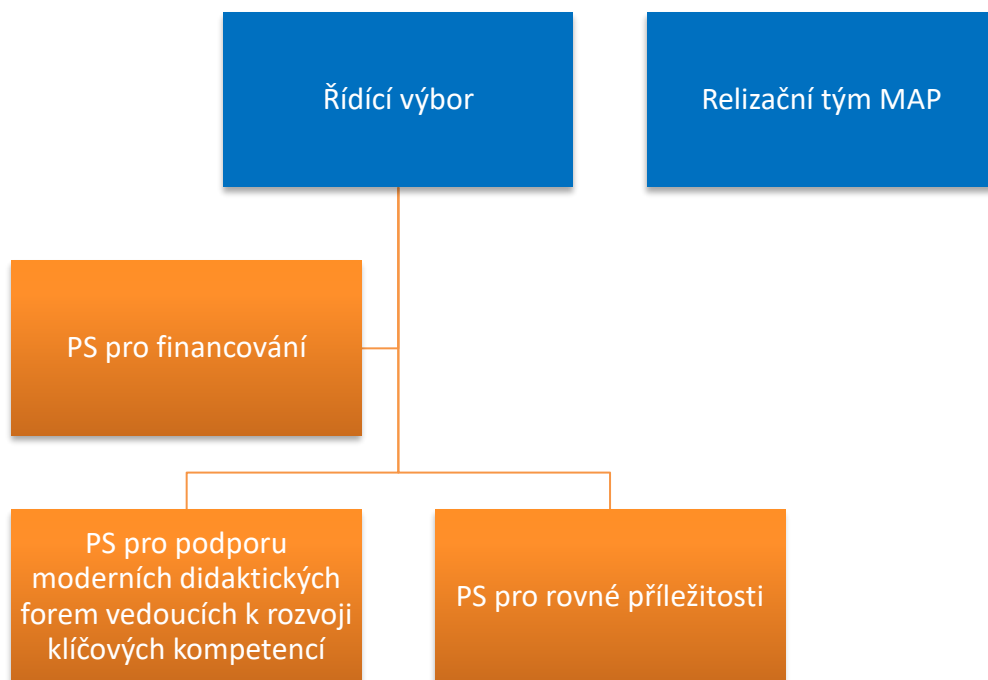 Řídící výbor
Relizační tým MAP
PS pro financování
PS pro podporu
moderních didaktických
forem vedoucích k rozvoji
klíčových kompetencí
PS pro rovné příležitosti